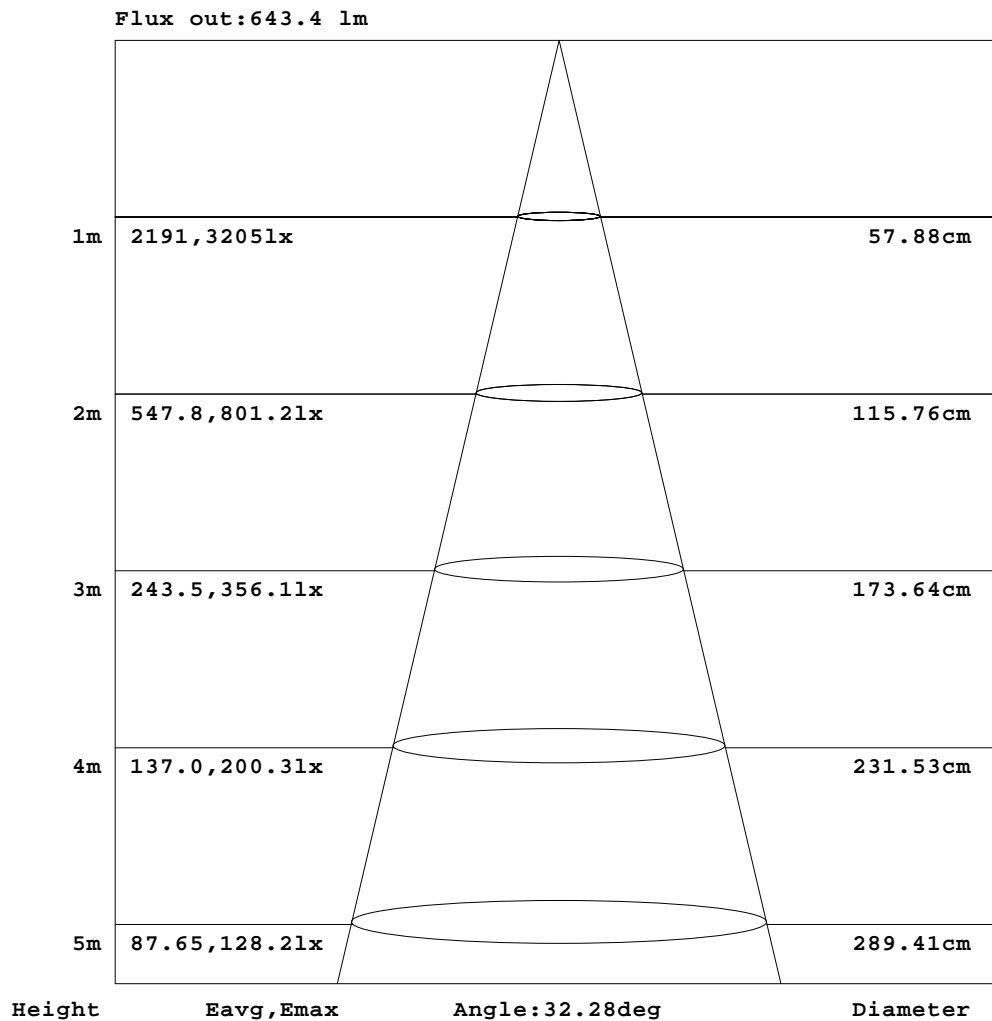 Flux out:643.4 lm
1m 2191,3205lx 57.88cm
2m 547.8,801.2lx 115.76cm
3m 243.5,356.1lx 173.64cm
4m 137.0,200.3lx 231.53cm
5m 87.65,128.2lx 289.41cm
Height Eavg,Emax Angle:32.28deg Diameter